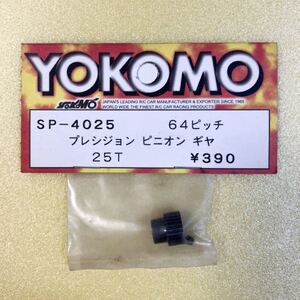 YOKOMO
YOKOMO
JAPAN'S LEADING R/C CAR MANUFACTURER & EXPORTER SINCE 1969
WORLD WIDE THE FINEST R/C CAR RACING PRODUCTS
SP-4025 64ピッチ
プレシジョン ピニオン ギヤ
25T ¥390